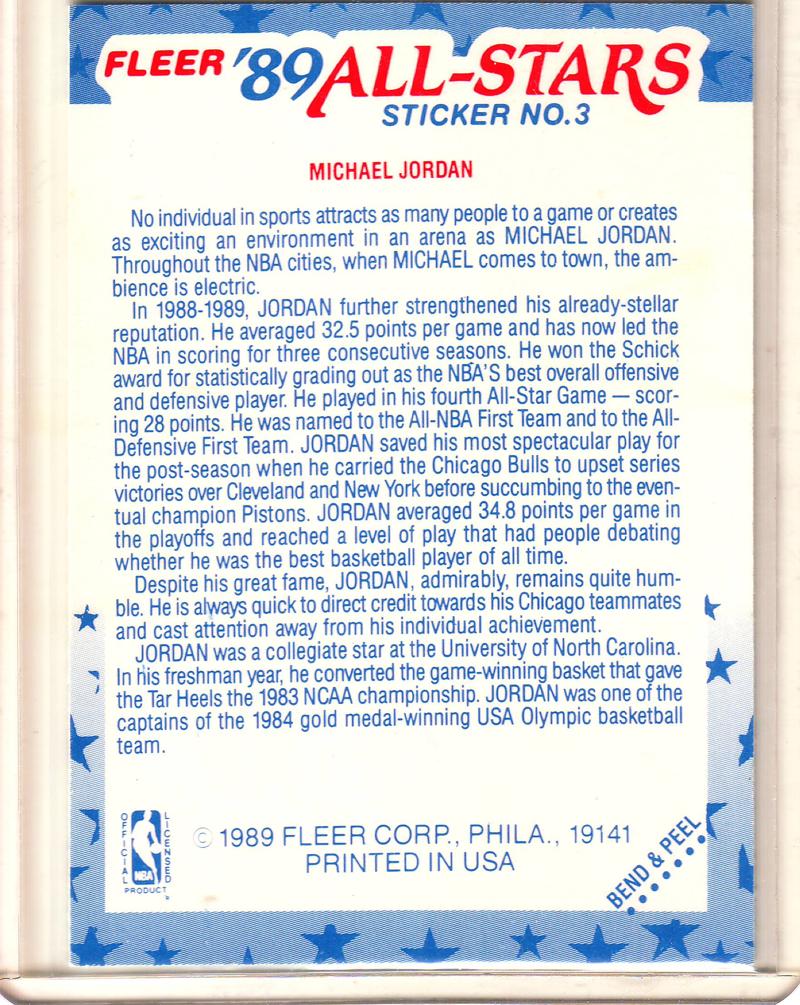 FLEER '89 ALL-STARS
STICKER NO.3
MICHAEL JORDAN
No individual in sports attracts as many people to a game or creates
as exciting an environment in an arena as MICHAEL JORDAN.
Throughout the NBA cities, when MICHAEL comes to town, the am-
bience is electric.
In 1988-1989, JORDAN further strengthened his already-stellar
reputation. He averaged 32.5 points per game and has now led the
NBA in scoring for three consecutive seasons. He won the Schick
award for statistically grading out as the NBA'S best overall offensive
and defensive player. He played in his fourth All-Star Game — scor-
ing 28 points. He was named to the All-NBA First Team and to the All-
Defensive First Team. JORDAN saved his most spectacular play for
the post-season when he carried the Chicago Bulls to upset series
victories over Cleveland and New York before succumbing to the even-
tual champion Pistons. JORDAN averaged 34.8 points per game in
the playoffs and reached a level of play that had people debating
whether he was the best basketball player of all time.
Despite his great fame, JORDAN, admirably, remains quite hum-
ble. He is always quick to direct credit towards his Chicago teammates
and cast attention away from his individual achievement.
JORDAN was a collegiate star at the University of North Carolina.
In his freshman year, he converted the game-winning basket that gave
the Tar Heels the 1983 NCAA championship. JORDAN was one of the
captains of the 1984 gold medal-winning USA Olympic basketball
team.
OFFICIAL
LICENSED
NBA
PRODUCT
© 1989 FLEER CORP., PHILA., 19141
PRINTED IN USA
BEND & PEEL